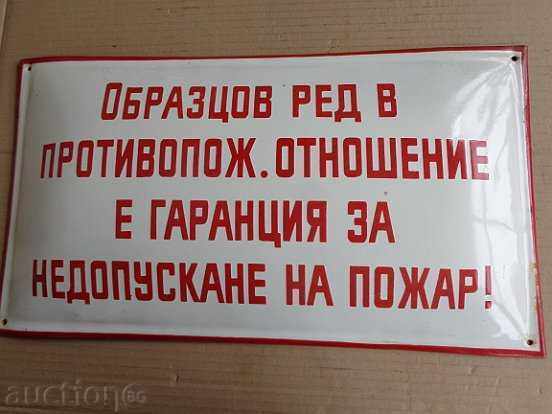 ОБРАЗЦОВ РЕД В
ПРОТИВОПОЖ. ОТНОШЕНИЕ
Е ГАРАНЦИЯ ЗА
НЕДОПУСКАНЕ НА ПОЖАР!
auction.bg